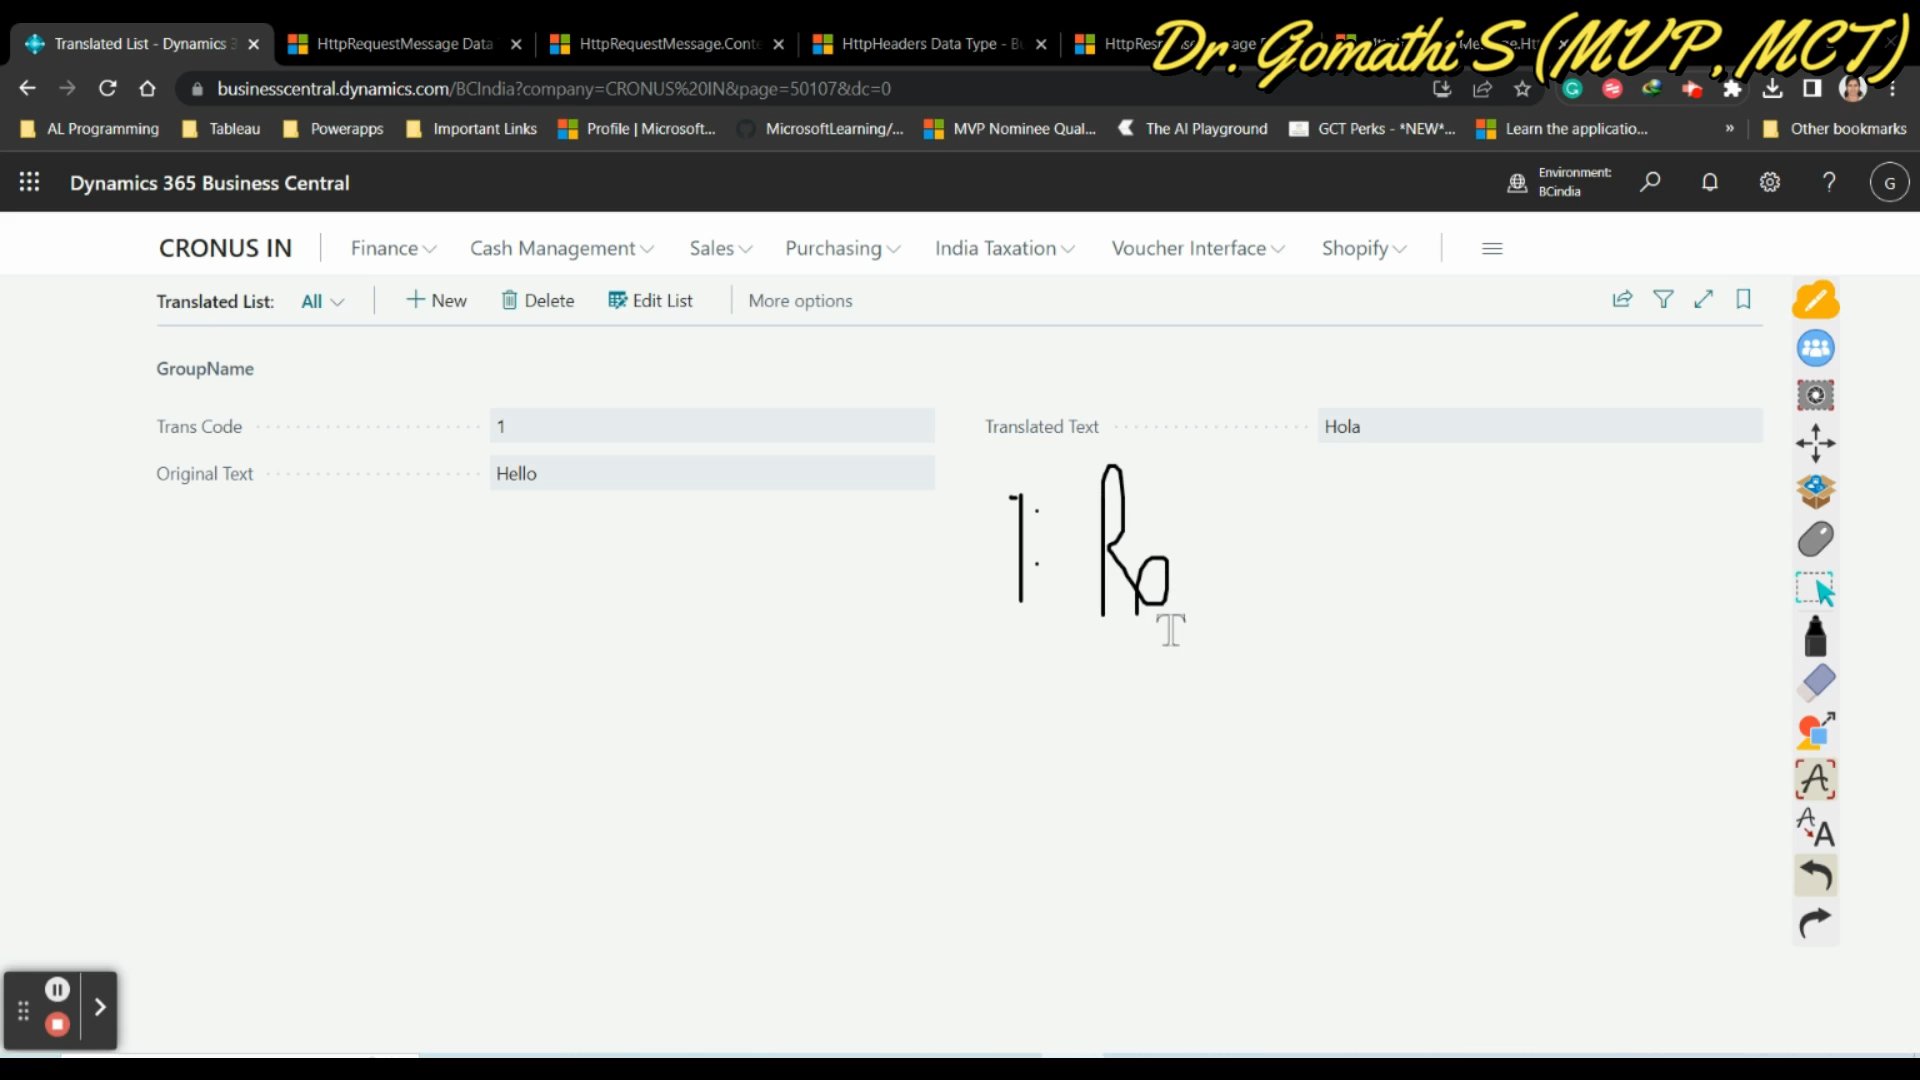 Dr. Gomathi S (MVP, MCT)
Translated List - Dynamics 3
HttpRequestMessage Data
HttpRequestMessage.Conte
HttpHeaders Data Type - Bu
businesscentral.dynamics.com/BCIndia?company=CRONUS%20IN&page=50107&dc=0
AL Programming Tableau Powerapps Important Links Profile | Microsoft... MicrosoftLearning/... MVP Nominee Qual... The AI Playground GCT Perks - *NEW*... Learn the applicatio... » Other bookmarks
Dynamics 365 Business Central
Environment:
BCindia
G
CRONUS IN Finance Cash Management Sales Purchasing India Taxation Voucher Interface Shopify
Translated List: All + New Delete Edit List More options
GroupName
Trans Code 1 Translated Text Hola
Original Text Hello
1: Ro